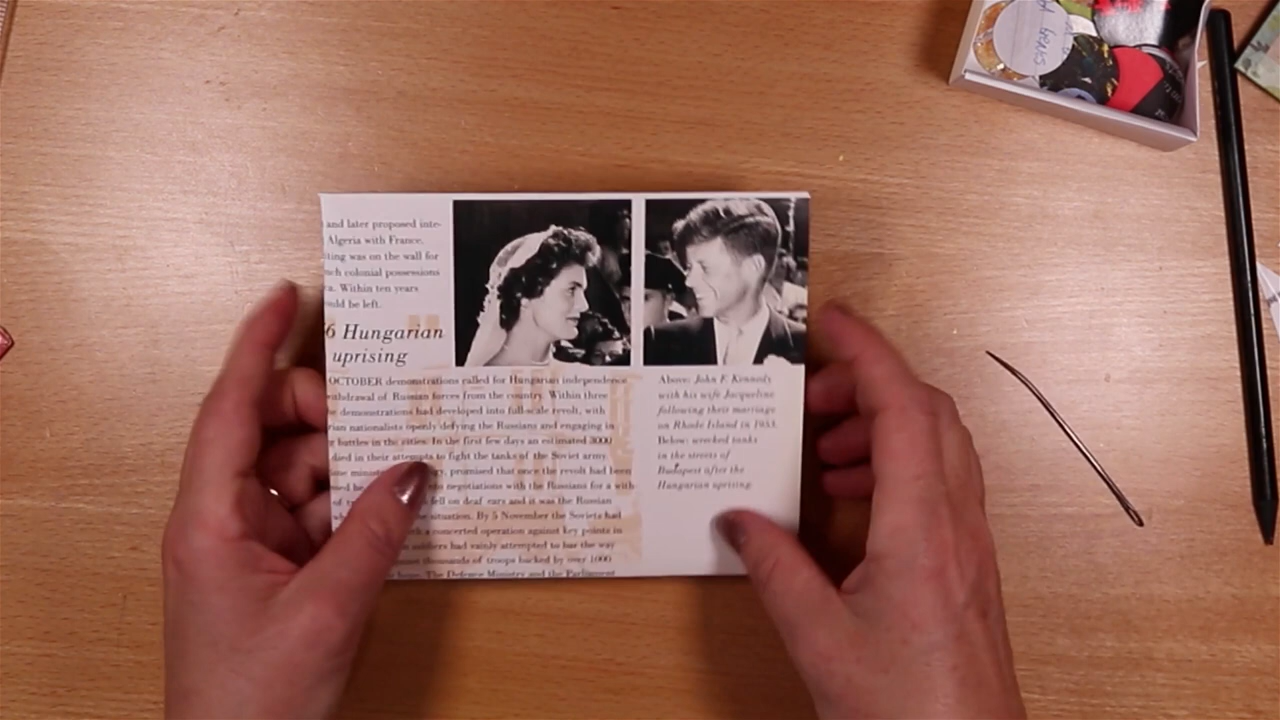 and later proposed inte-
Algeria with France.
iting was on the wall for
nch colonial possessions
ca. Within ten years
ould be left.
6 Hungarian
uprising
OCTOBER demonstrations called for Hungarian independence
ithdrawal of Russian forces from the country. Within three
e demonstrations had developed into full-scale revolt, with
rian nationalists openly defying the Russians and engaging in
r battles in the cities. In the first few days an estimated 3000
died in their attempts to fight the tanks of the Soviet army.
promised that once the revolt had been
negotiations with the Russians for a with
fell on deaf ears and it was the Russian
situation. By 5 November the Soviets had
a concerted operation against key points in
soldiers had vainly attempted to bar the way
thousands of troops backed by over 1000
The Defence Ministry and the Parliament
Above: John F. Kennedy
with his wife Jacqueline
following their marriage
on Rhode Island in 1953.
Below: wrecked tanks
in the streets of
Budapest after the
Hungarian uprising.